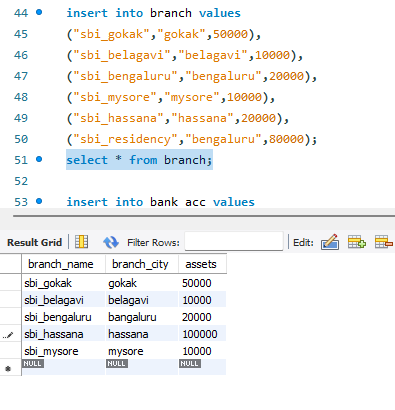 44 insert into branch values
45 ("sbi_gokak","gokak",50000),
46 ("sbi_belagavi","belagavi",10000),
47 ("sbi_bengaluru","bengaluru",20000),
48 ("sbi_mysore","mysore",10000),
49 ("sbi_hassana","hassana",20000),
50 ("sbi_residency","bengaluru",80000);
51 select * from branch;
52
53 insert into bank acc values
Result Grid Filter Rows: Edit:
branch_name branch_city assets
sbi_gokak gokak 50000
sbi_belagavi belagavi 10000
sbi_bengaluru bangaluru 20000
sbi_hassana hassana 100000
sbi_mysore mysore 10000
NULL NULL NULL